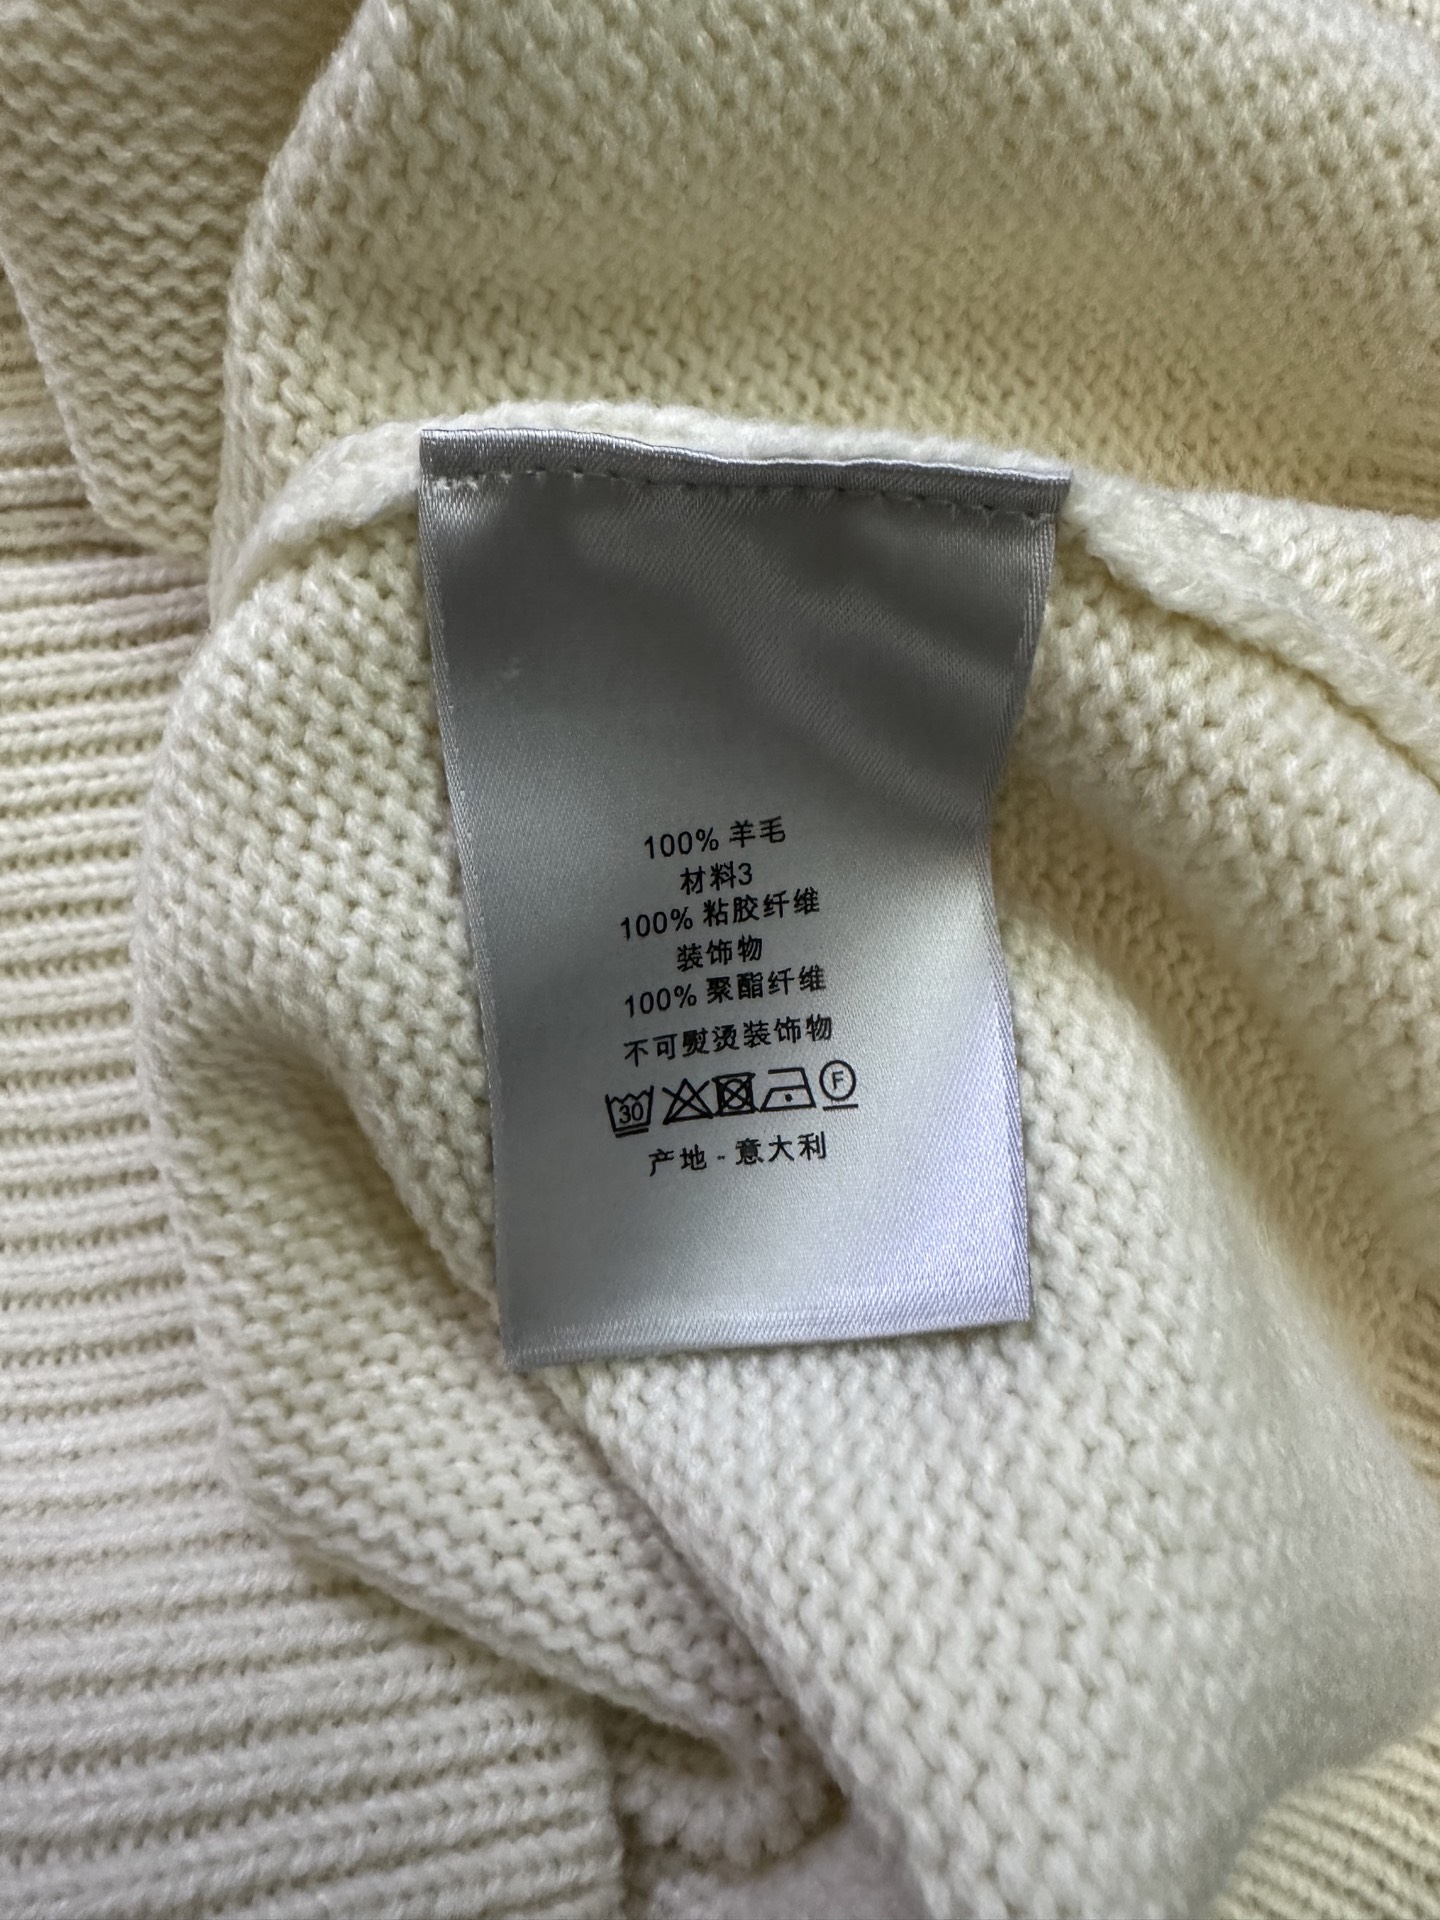 100% 羊毛
材料3
100% 粘胶纤维
装饰物
100% 聚酯纤维
不可熨烫装饰物
30 F
产地 - 意大利